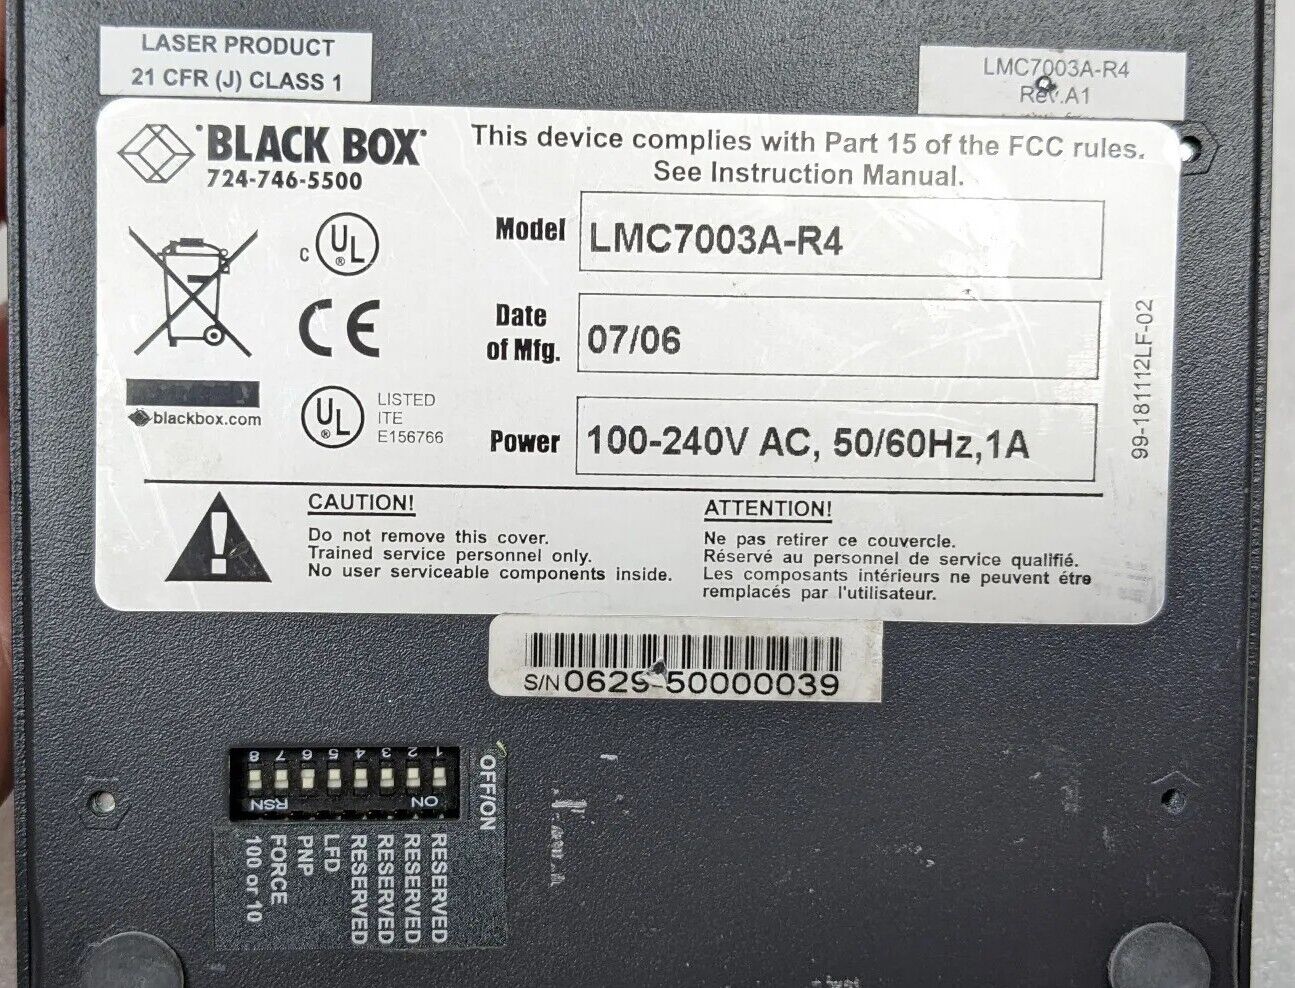 LASER PRODUCT
21 CFR (J) CLASS 1
LMC7003A-R4
Rev.A1
BLACK BOX
724-746-5500
This device complies with Part 15 of the FCC rules.
See Instruction Manual.
Model LMC7003A-R4
Date
of Mfg. 07/06
Power 100-240V AC, 50/60Hz,1A
c UL ®
CE
UL ®
LISTED
ITE
E156766
blackbox.com
99-181112LF-02
CAUTION!
Do not remove this cover.
Trained service personnel only.
No user serviceable components inside.
ATTENTION!
Ne pas retirer ce couvercle.
Réservé au personnel de service qualifié.
Les composants intérieurs ne peuvent étre
remplacés par l'utilisateur.
S/N 50000039
8 7 6 5 4 3 2 1
RSN ON
OFF/ON
RESERVED
RESERVED
RESERVED
RESERVED
LFD
PNP
FORCE
100 or 10